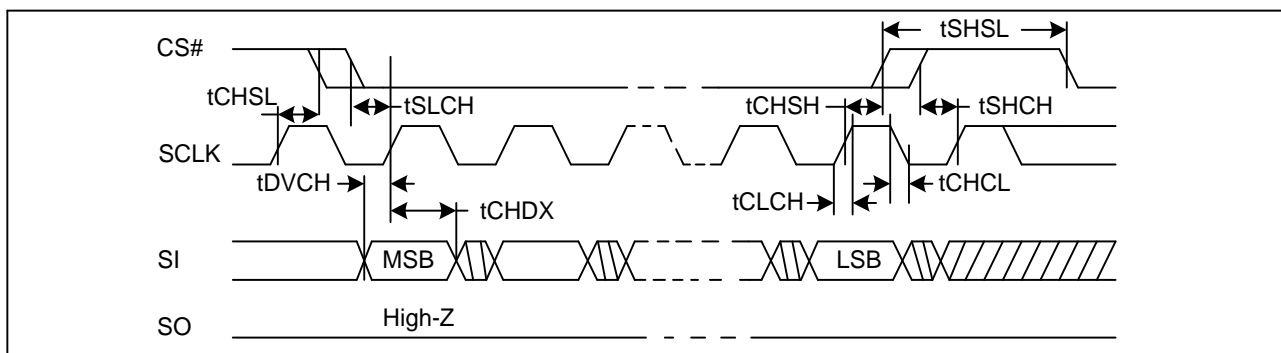 CS#
tSHSL
tCHSL
tSLCH
tCHSH
tSHCH
SCLK
tDVCH
tCHDX
tCLCH
tCHCL
SI
MSB
LSB
SO
High-Z